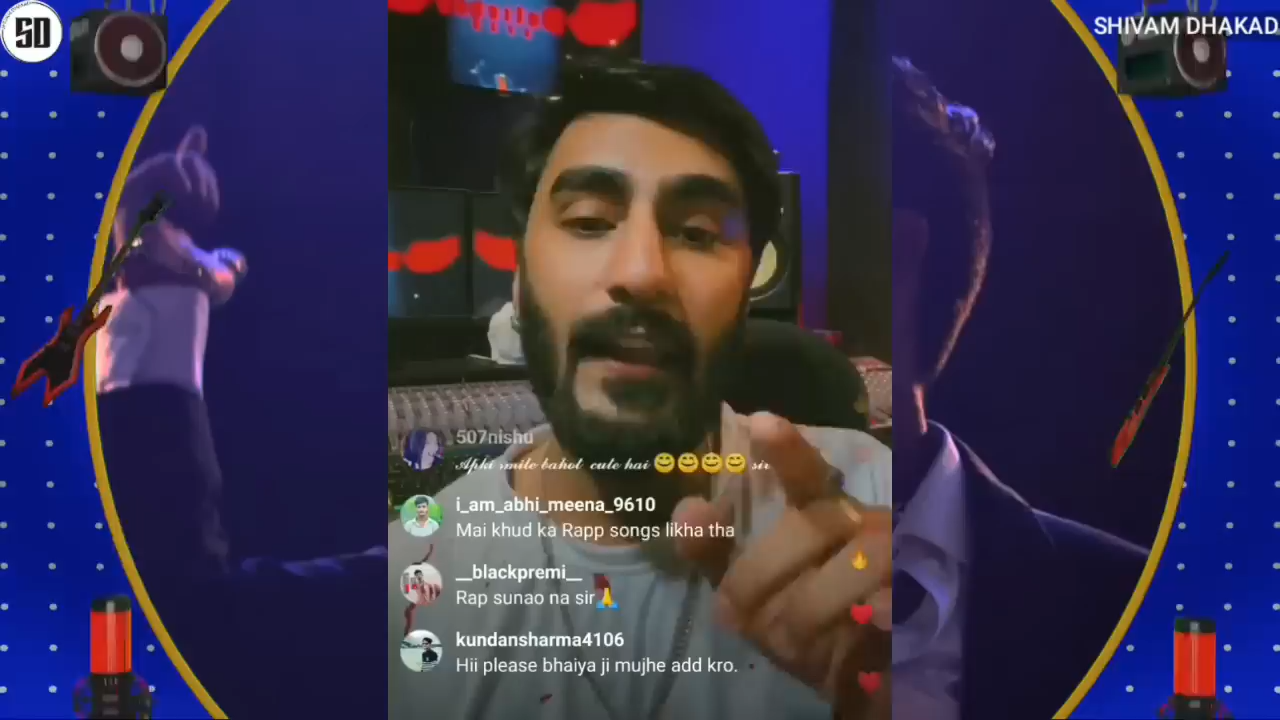 SD
SHIVAM DHAKAD
507nishu
𝒜𝓅𝓀𝒾 𝓈𝓂𝒾𝓁𝑒 𝒷𝒶𝒽𝑜𝓉 𝒸𝓊𝓉𝑒 𝒽𝒶𝒾 😊😊😊😊 𝓈𝒾𝓇
i_am_abhi_meena_9610
Mai khud ka Rapp songs likha tha
__blackpremi__
Rap sunao na sir🙏
kundansharma4106
Hii please bhaiya ji mujhe add kro.